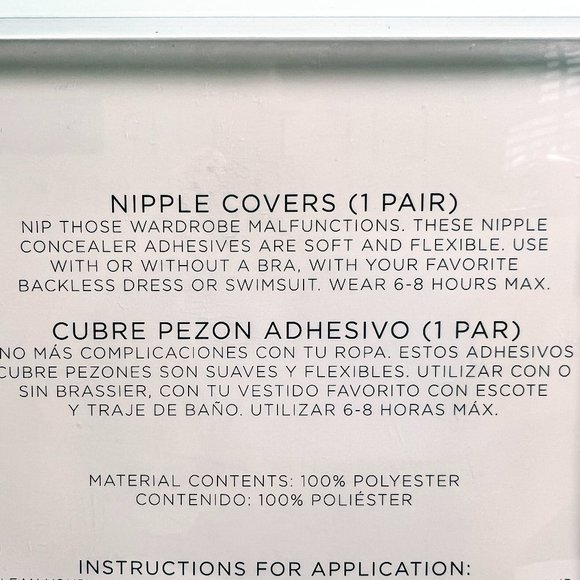 NIPPLE COVERS (1 PAIR)
NIP THOSE WARDROBE MALFUNCTIONS. THESE NIPPLE
CONCEALER ADHESIVES ARE SOFT AND FLEXIBLE. USE
WITH OR WITHOUT A BRA, WITH YOUR FAVORITE
BACKLESS DRESS OR SWIMSUIT. WEAR 6-8 HOURS MAX.
CUBRE PEZON ADHESIVO (1 PAR)
NO MÁS COMPLICACIONES CON TU ROPA. ESTOS ADHESIVOS
CUBRE PEZONES SON SUAVES Y FLEXIBLES. UTILIZAR CON O
SIN BRASSIER, CON TU VESTIDO FAVORITO CON ESCOTE
Y TRAJE DE BAÑO. UTILIZAR 6-8 HORAS MÁX.
MATERIAL CONTENTS: 100% POLYESTER
CONTENIDO: 100% POLIÉSTER
INSTRUCTIONS FOR APPLICATION: